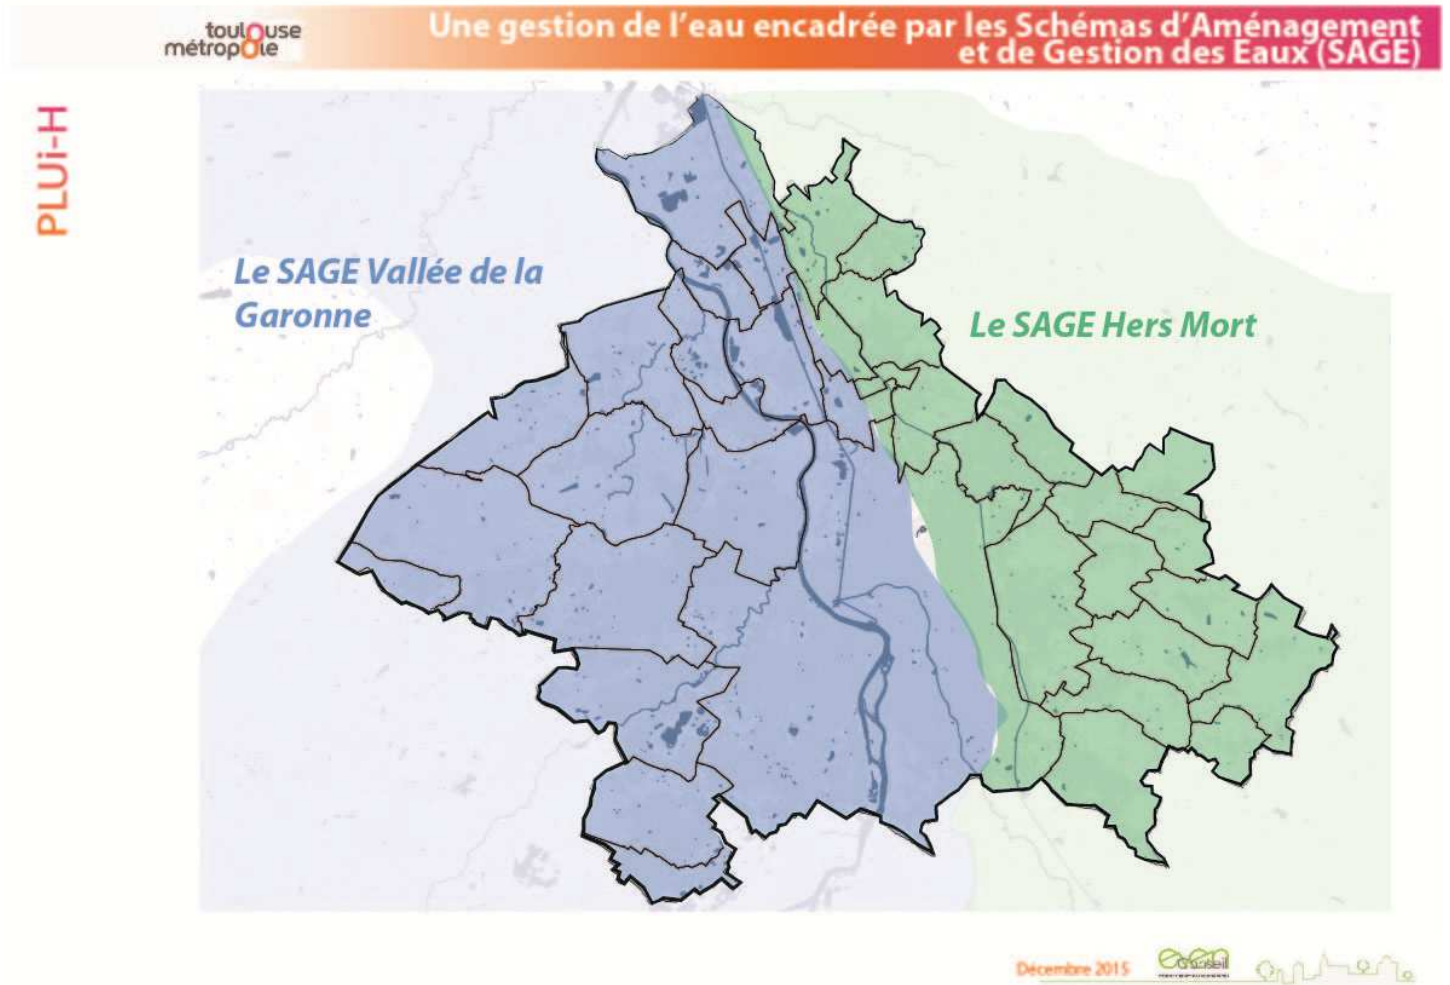 toulouse
métropole
Une gestion de l'eau encadrée par les Schémas d'Aménagement
et de Gestion des Eaux (SAGE)
PLUi-H
Le SAGE Vallée de la
Garonne
Le SAGE Hers Mort
Décembre 2015
even
Conseil